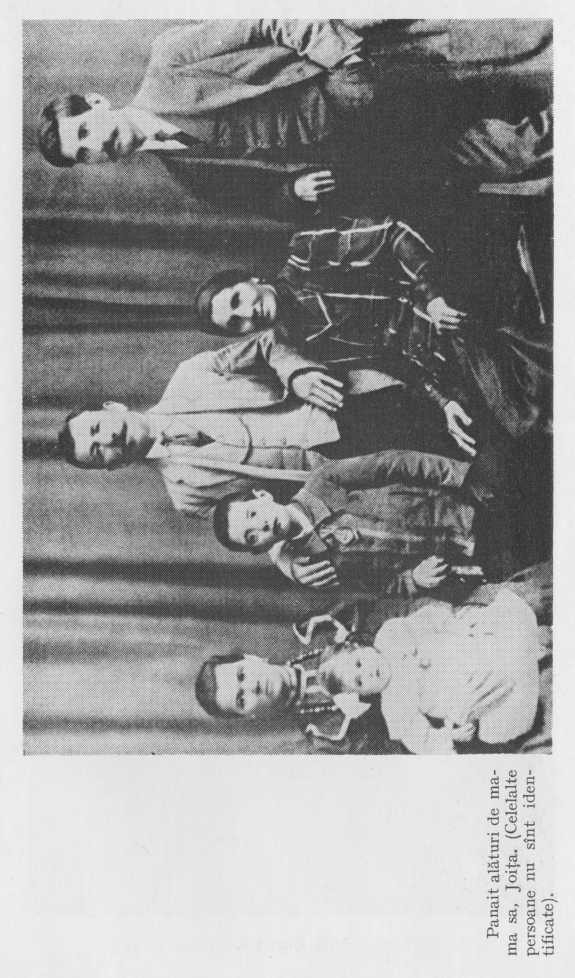 Panait alături de ma-
ma sa, Joița. (Celelalte
persoane nu sînt iden-
tificate).